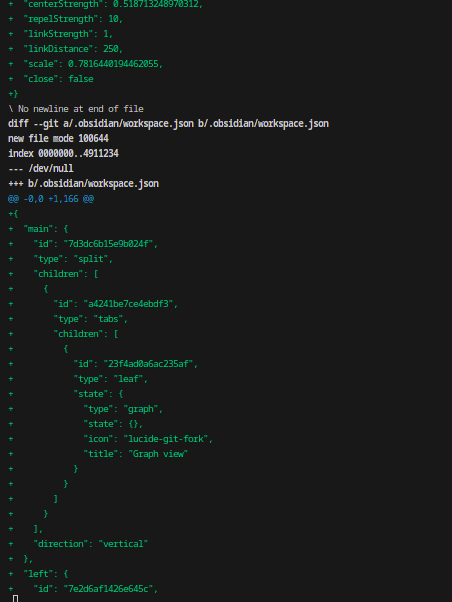 +  "centerStrength": 0.518713248970312,
+  "repelStrength": 10,
+  "linkStrength": 1,
+  "linkDistance": 250,
+  "scale": 0.7816440194462055,
+  "close": false
+}
\ No newline at end of file
diff --git a/.obsidian/workspace.json b/.obsidian/workspace.json
new file mode 100644
index 0000000..4911234
--- /dev/null
+++ b/.obsidian/workspace.json
@@ -0,0 +1,166 @@
+{
+  "main": {
+    "id": "7d3dc6b15e9b024f",
+    "type": "split",
+    "children": [
+      {
+        "id": "a4241be7ce4ebdf3",
+        "type": "tabs",
+        "children": [
+          {
+            "id": "23f4ad0a6ac235af",
+            "type": "leaf",
+            "state": {
+              "type": "graph",
+              "state": {},
+              "icon": "lucide-git-fork",
+              "title": "Graph view"
+            }
+          }
+        ]
+      }
+    ],
+    "direction": "vertical"
+  },
+  "left": {
+    "id": "7e2d6af1426e645c",
: